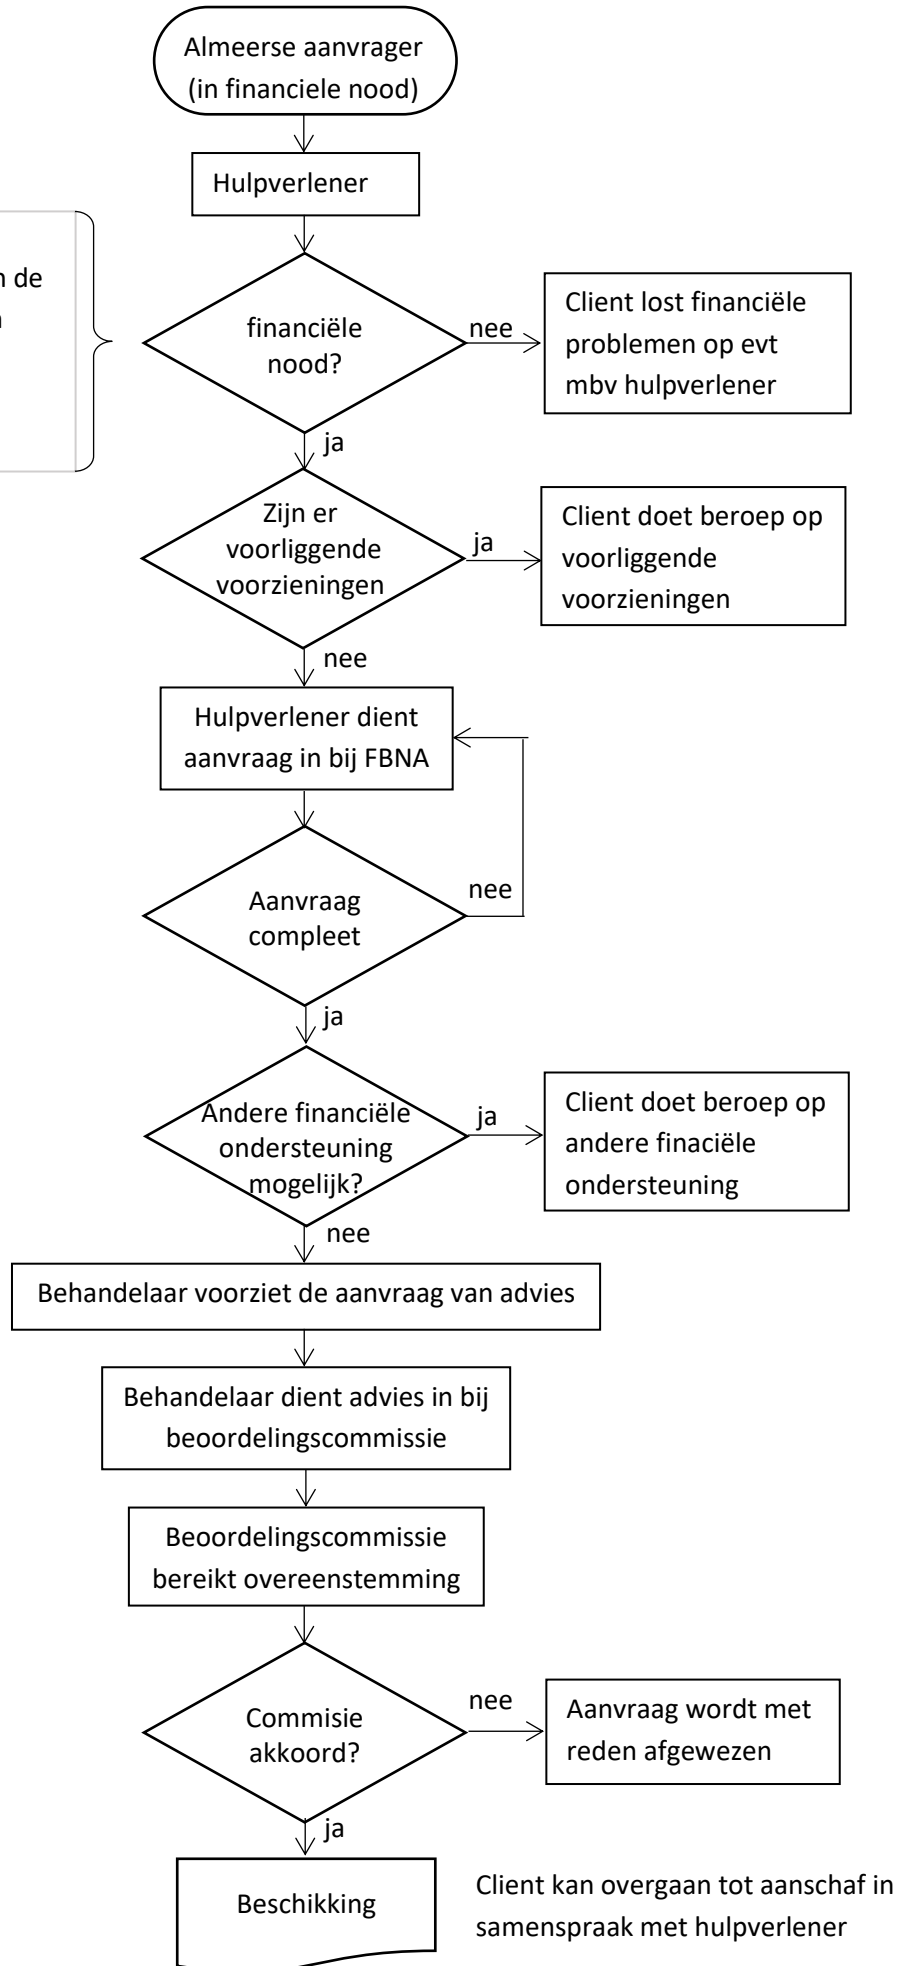 Almeerse aanvrager
(in financiele nood)
Hulpverlener
de
financiële
nood?
nee
Client lost financiële
problemen op evt
mbv hulpverlener
ja
Zijn er
voorliggende
voorzieningen
ja
Client doet beroep op
voorliggende
voorzieningen
nee
Hulpverlener dient
aanvraag in bij FBNA
Aanvraag
compleet
nee
ja
Andere financiële
ondersteuning
mogelijk?
ja
Client doet beroep op
andere finaciële
ondersteuning
nee
Behandelaar voorziet de aanvraag van advies
Behandelaar dient advies in bij
beoordelingscommissie
Beoordelingscommissie
bereikt overeenstemming
Commisie
akkoord?
nee
Aanvraag wordt met
reden afgewezen
ja
Beschikking
Client kan overgaan tot aanschaf in
samenspraak met hulpverlener